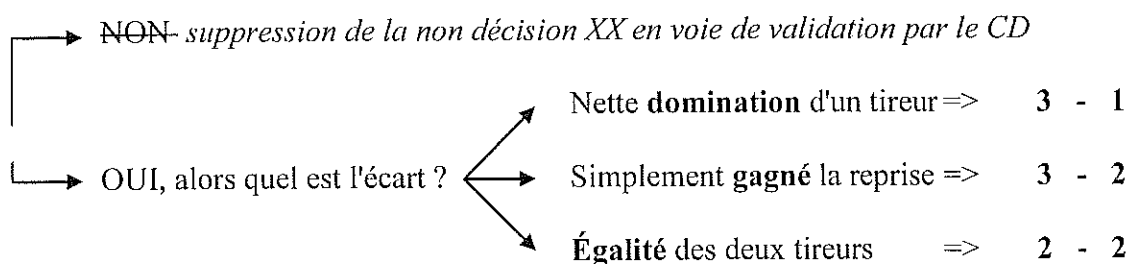 NON- suppression de la non décision XX en voie de validation par le CD
Nette domination d'un tireur => 3 - 1
OUI, alors quel est l'écart ? Simplement gagné la reprise => 3 - 2
Égalité des deux tireurs => 2 - 2